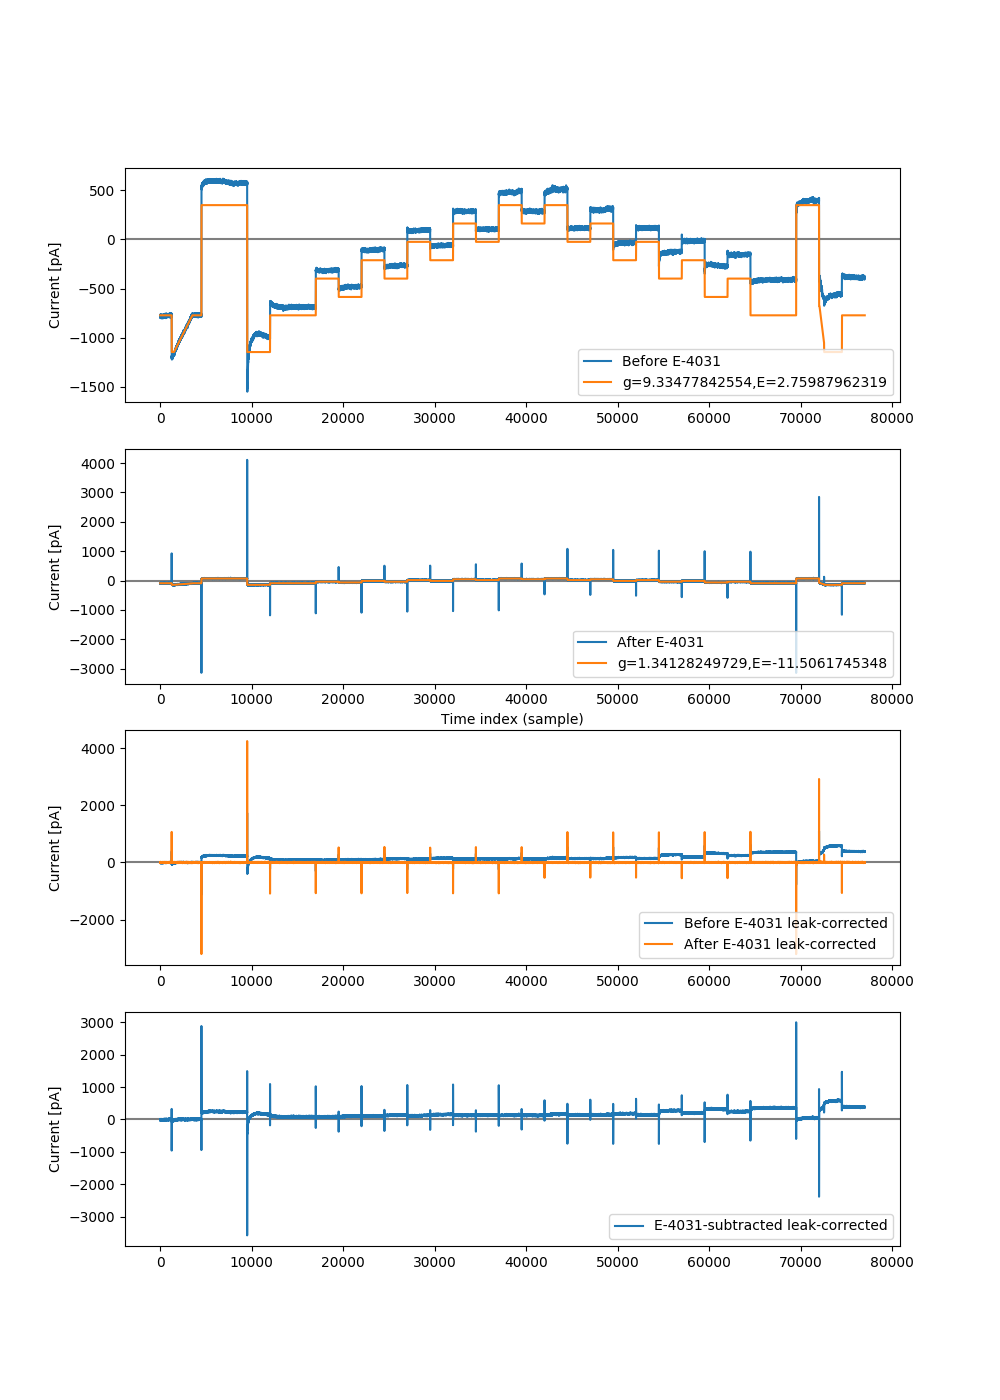 500
0
−500
−1000
−1500
Current [pA]
Before E-4031
g=9.33477842554,E=2.75987962319
0 10000 20000 30000 40000 50000 60000 70000 80000
4000
3000
2000
1000
0
−1000
−2000
−3000
Current [pA]
After E-4031
g=1.34128249729,E=-11.5061745348
0 10000 20000 30000 40000 50000 60000 70000 80000
Time index (sample)
4000
2000
0
−2000
Current [pA]
Before E-4031 leak-corrected
After E-4031 leak-corrected
0 10000 20000 30000 40000 50000 60000 70000 80000
3000
2000
1000
0
−1000
−2000
−3000
Current [pA]
E-4031-subtracted leak-corrected
0 10000 20000 30000 40000 50000 60000 70000 80000